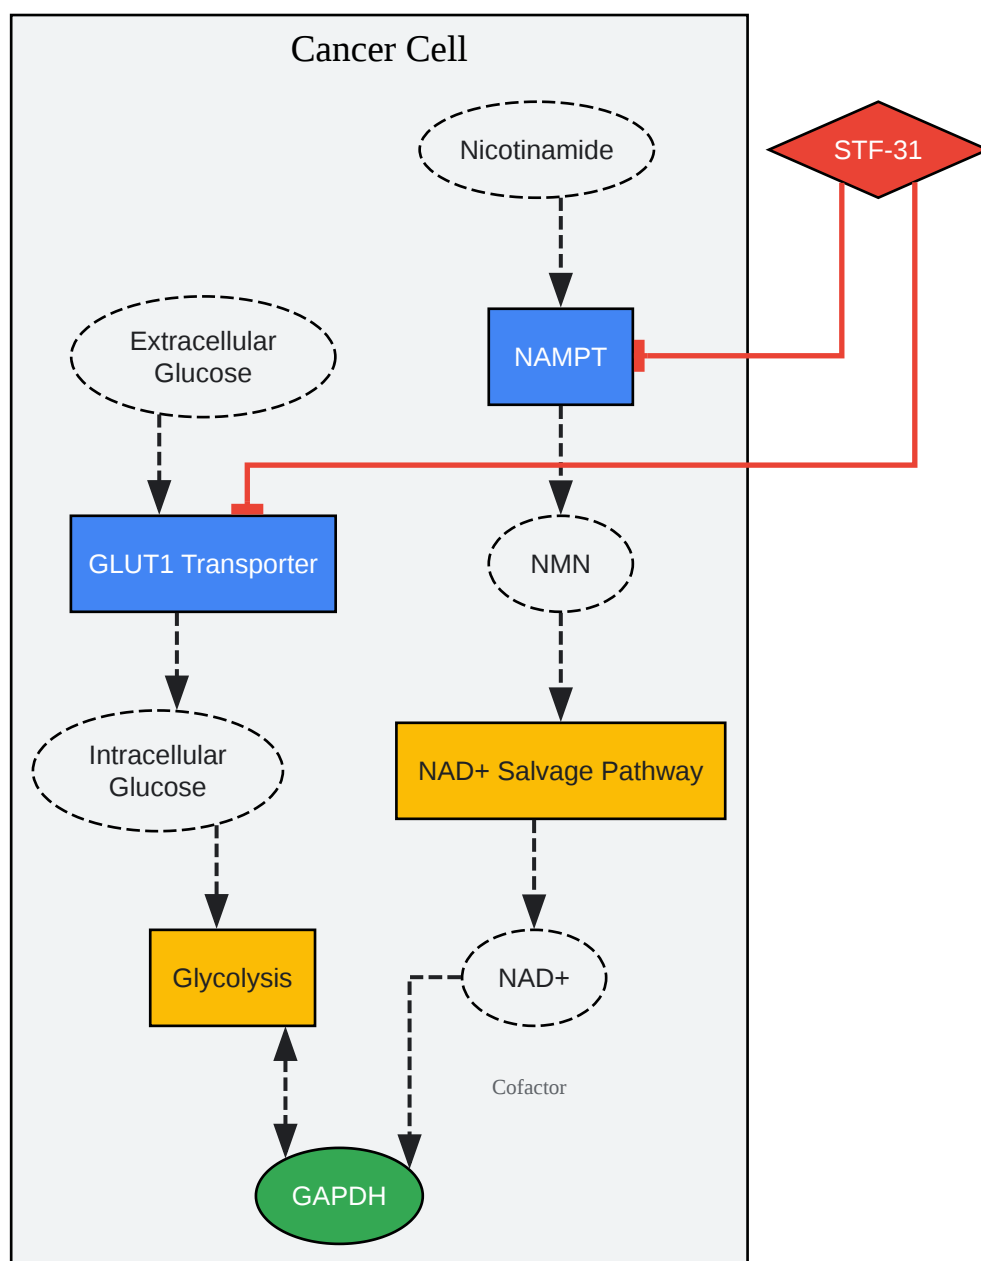 Cancer Cell
Nicotinamide
STF-31
Extracellular
Glucose
NAMPT
GLUT1 Transporter
NMN
Intracellular
Glucose
NAD+ Salvage Pathway
Glycolysis
NAD+
Cofactor
GAPDH